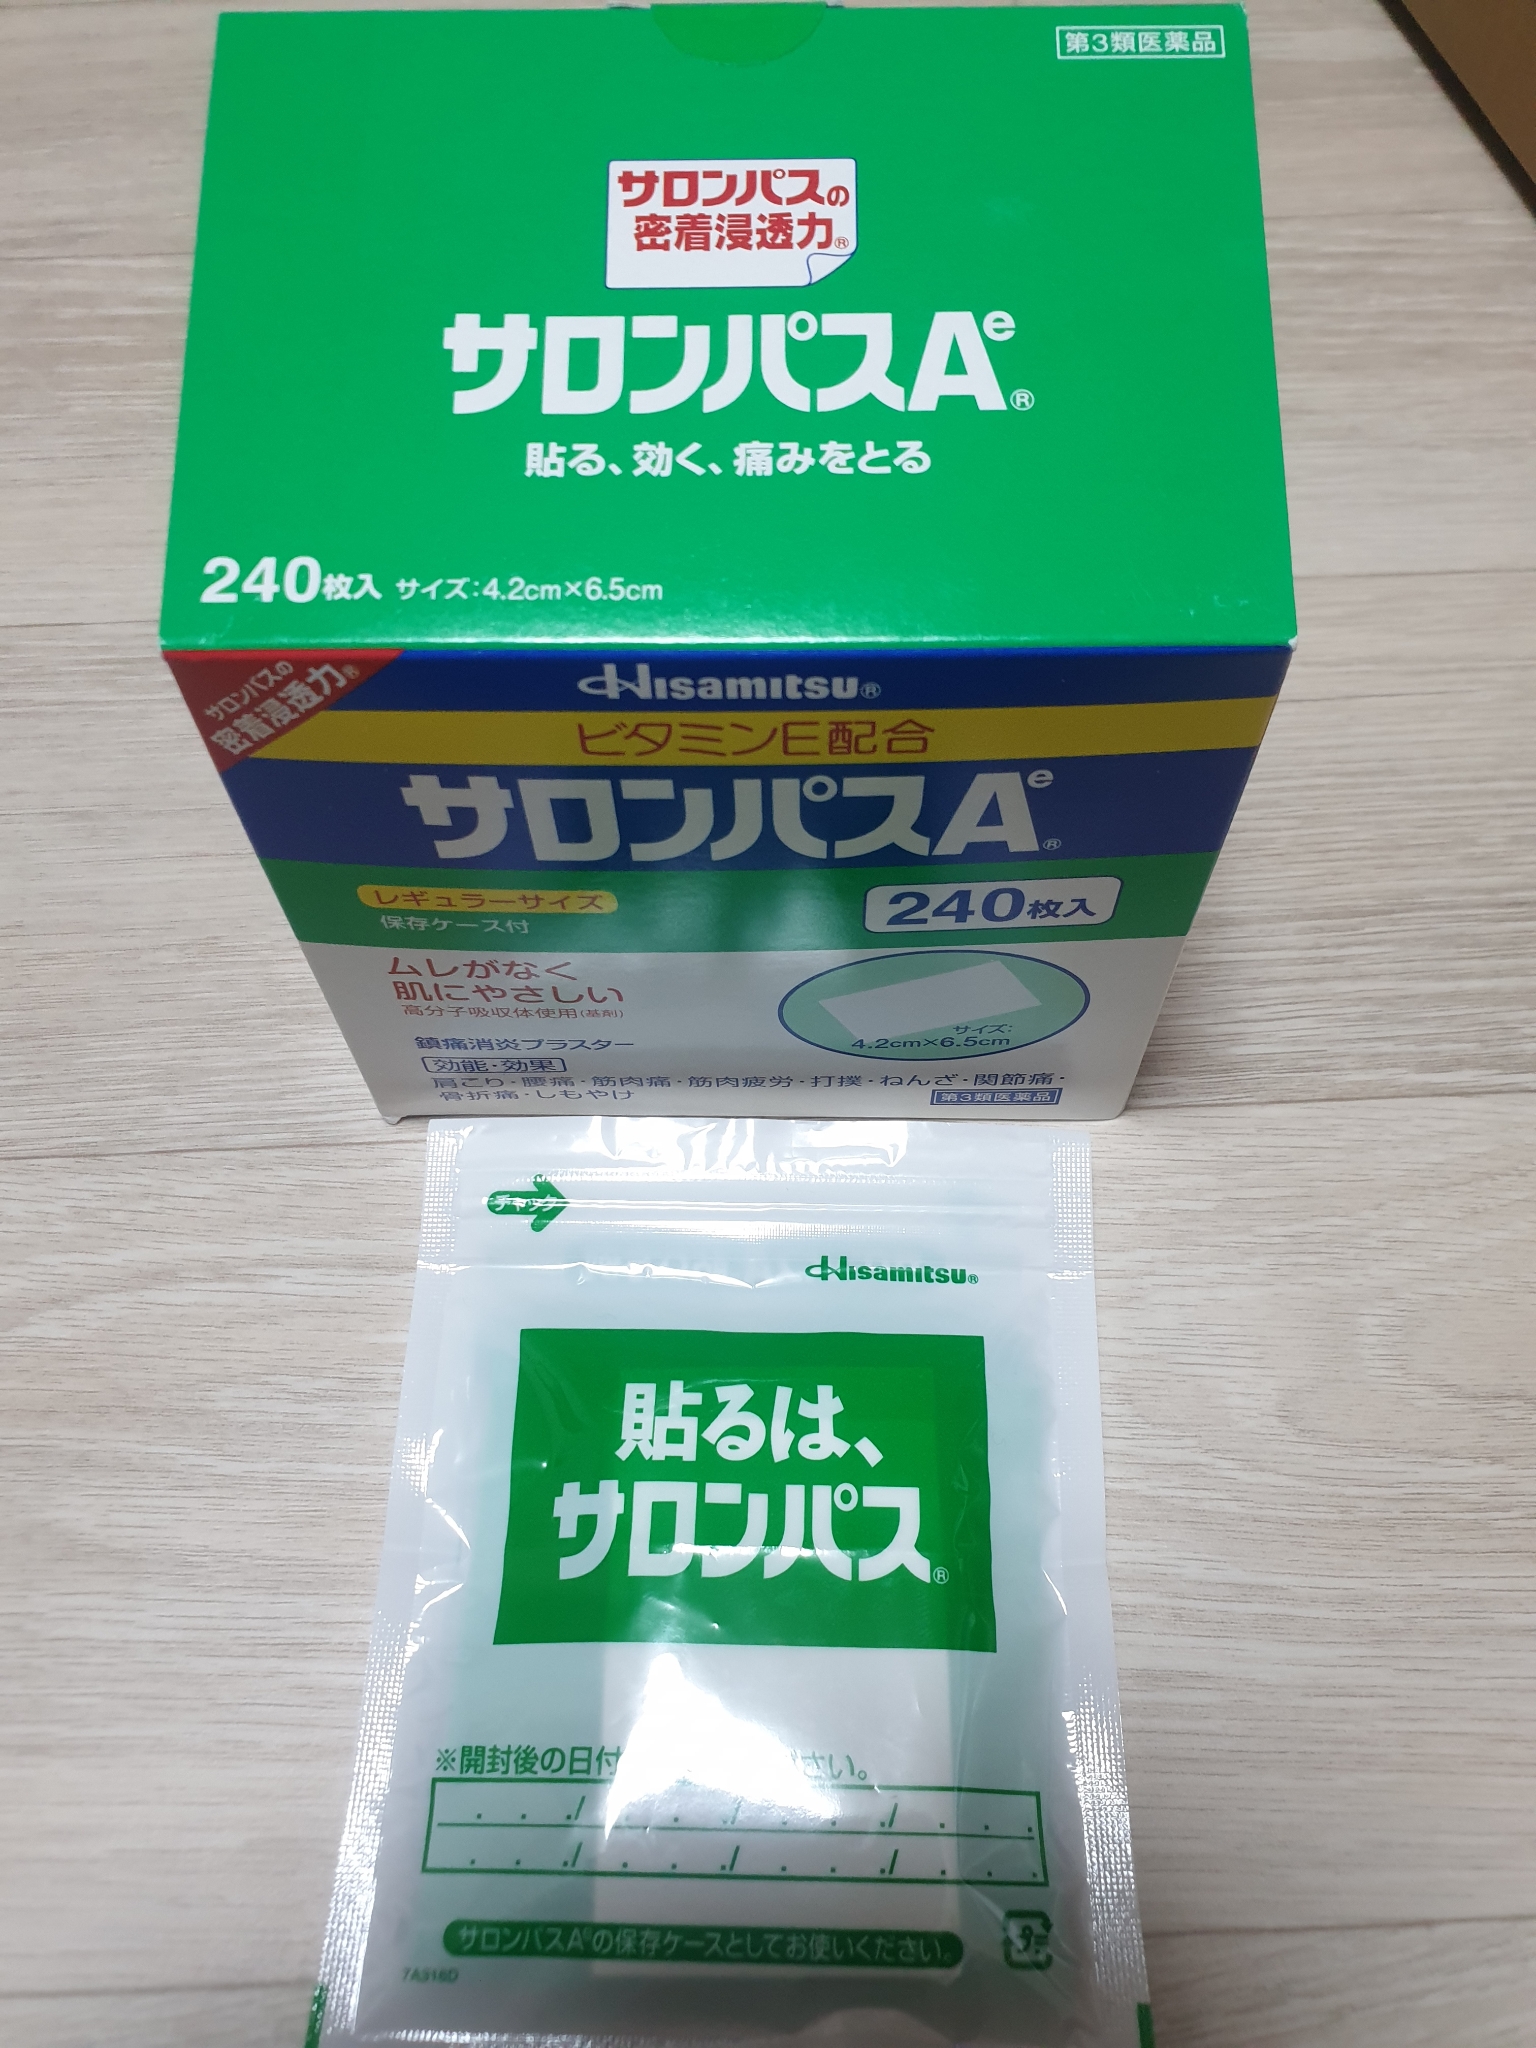 第3類医薬品
サロンパスの
密着浸透力®
サロンパスAe®
貼る、効く、痛みをとる
240枚入 サイズ:4.2cm×6.5cm
サロンパスの
密着浸透力®
Hisamitsu®
ビタミンE配合
サロンパスAe®
レギュラーサイズ
保存ケース付
240枚入
ムレがなく
肌にやさしい
高分子吸収体使用(基剤)
サイズ:
4.2cm×6.5cm
鎮痛消炎プラスター
効能・効果
肩こり・腰痛・筋肉痛・筋肉疲労・打撲・ねんざ・関節痛・
骨折痛・しもやけ
第3類医薬品
チャック
Hisamitsu®
貼るは、
サロンパス®
※開封後の日付 さい。
サロンパスAeの保存ケースとしてお使いください。
7A316D